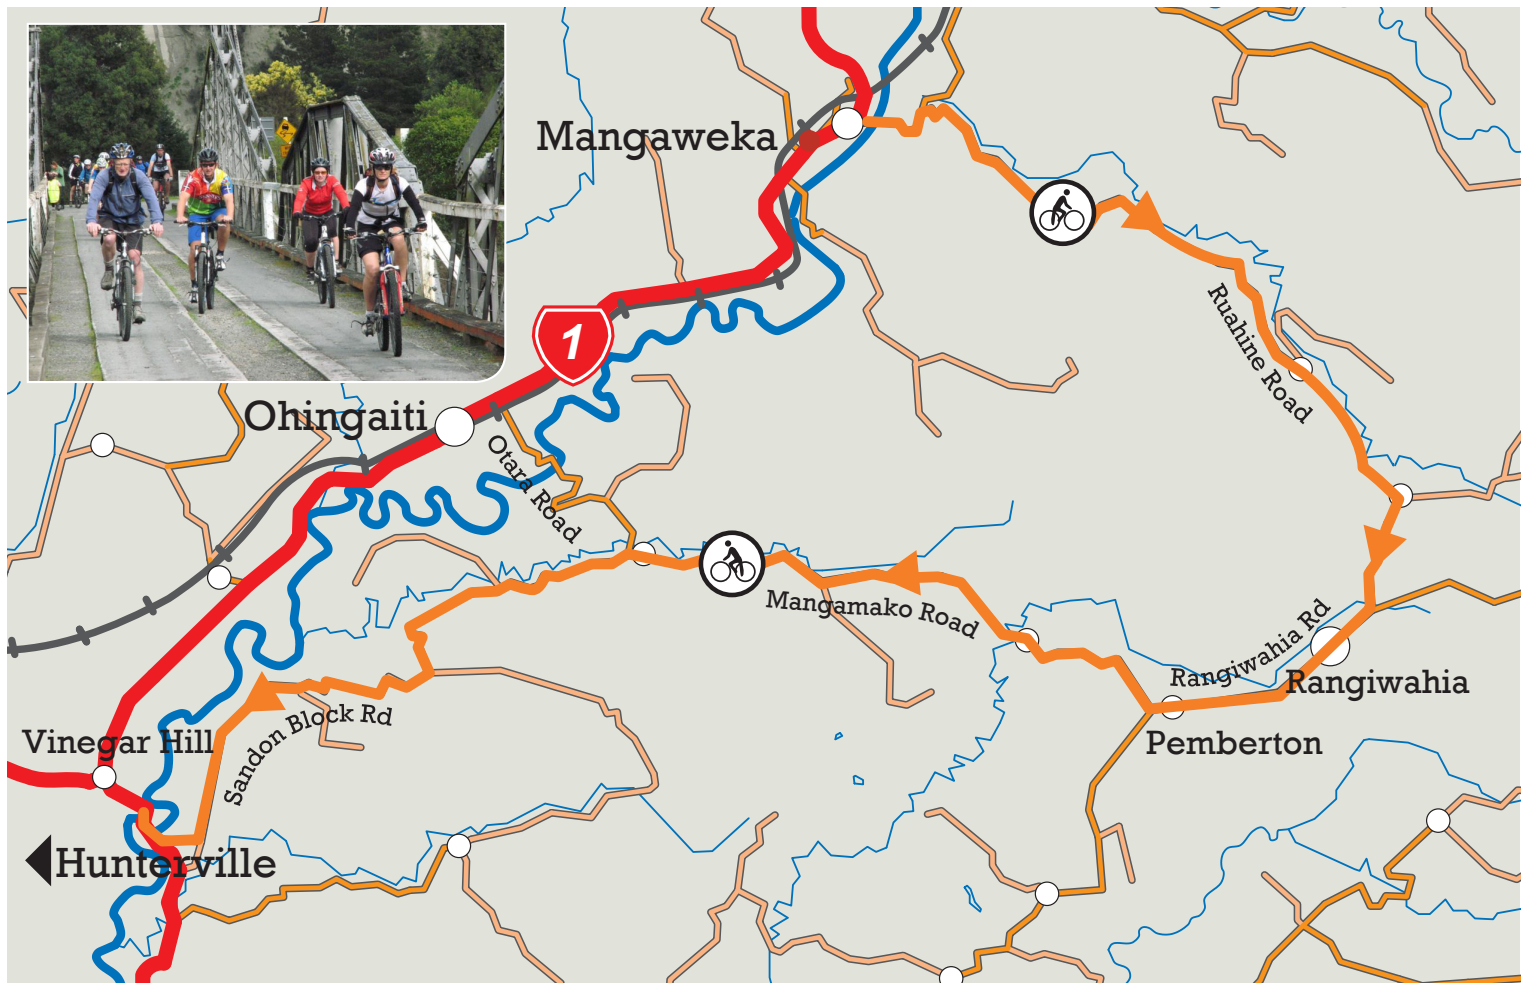 Mangaweka
1
Ruahine Road
Ohingaiti
Otara Road
Mangamako Road
Rangiwahia Rd
Rangiwahia
Pemberton
Sandon Block Rd
Vinegar Hill
Hunterville